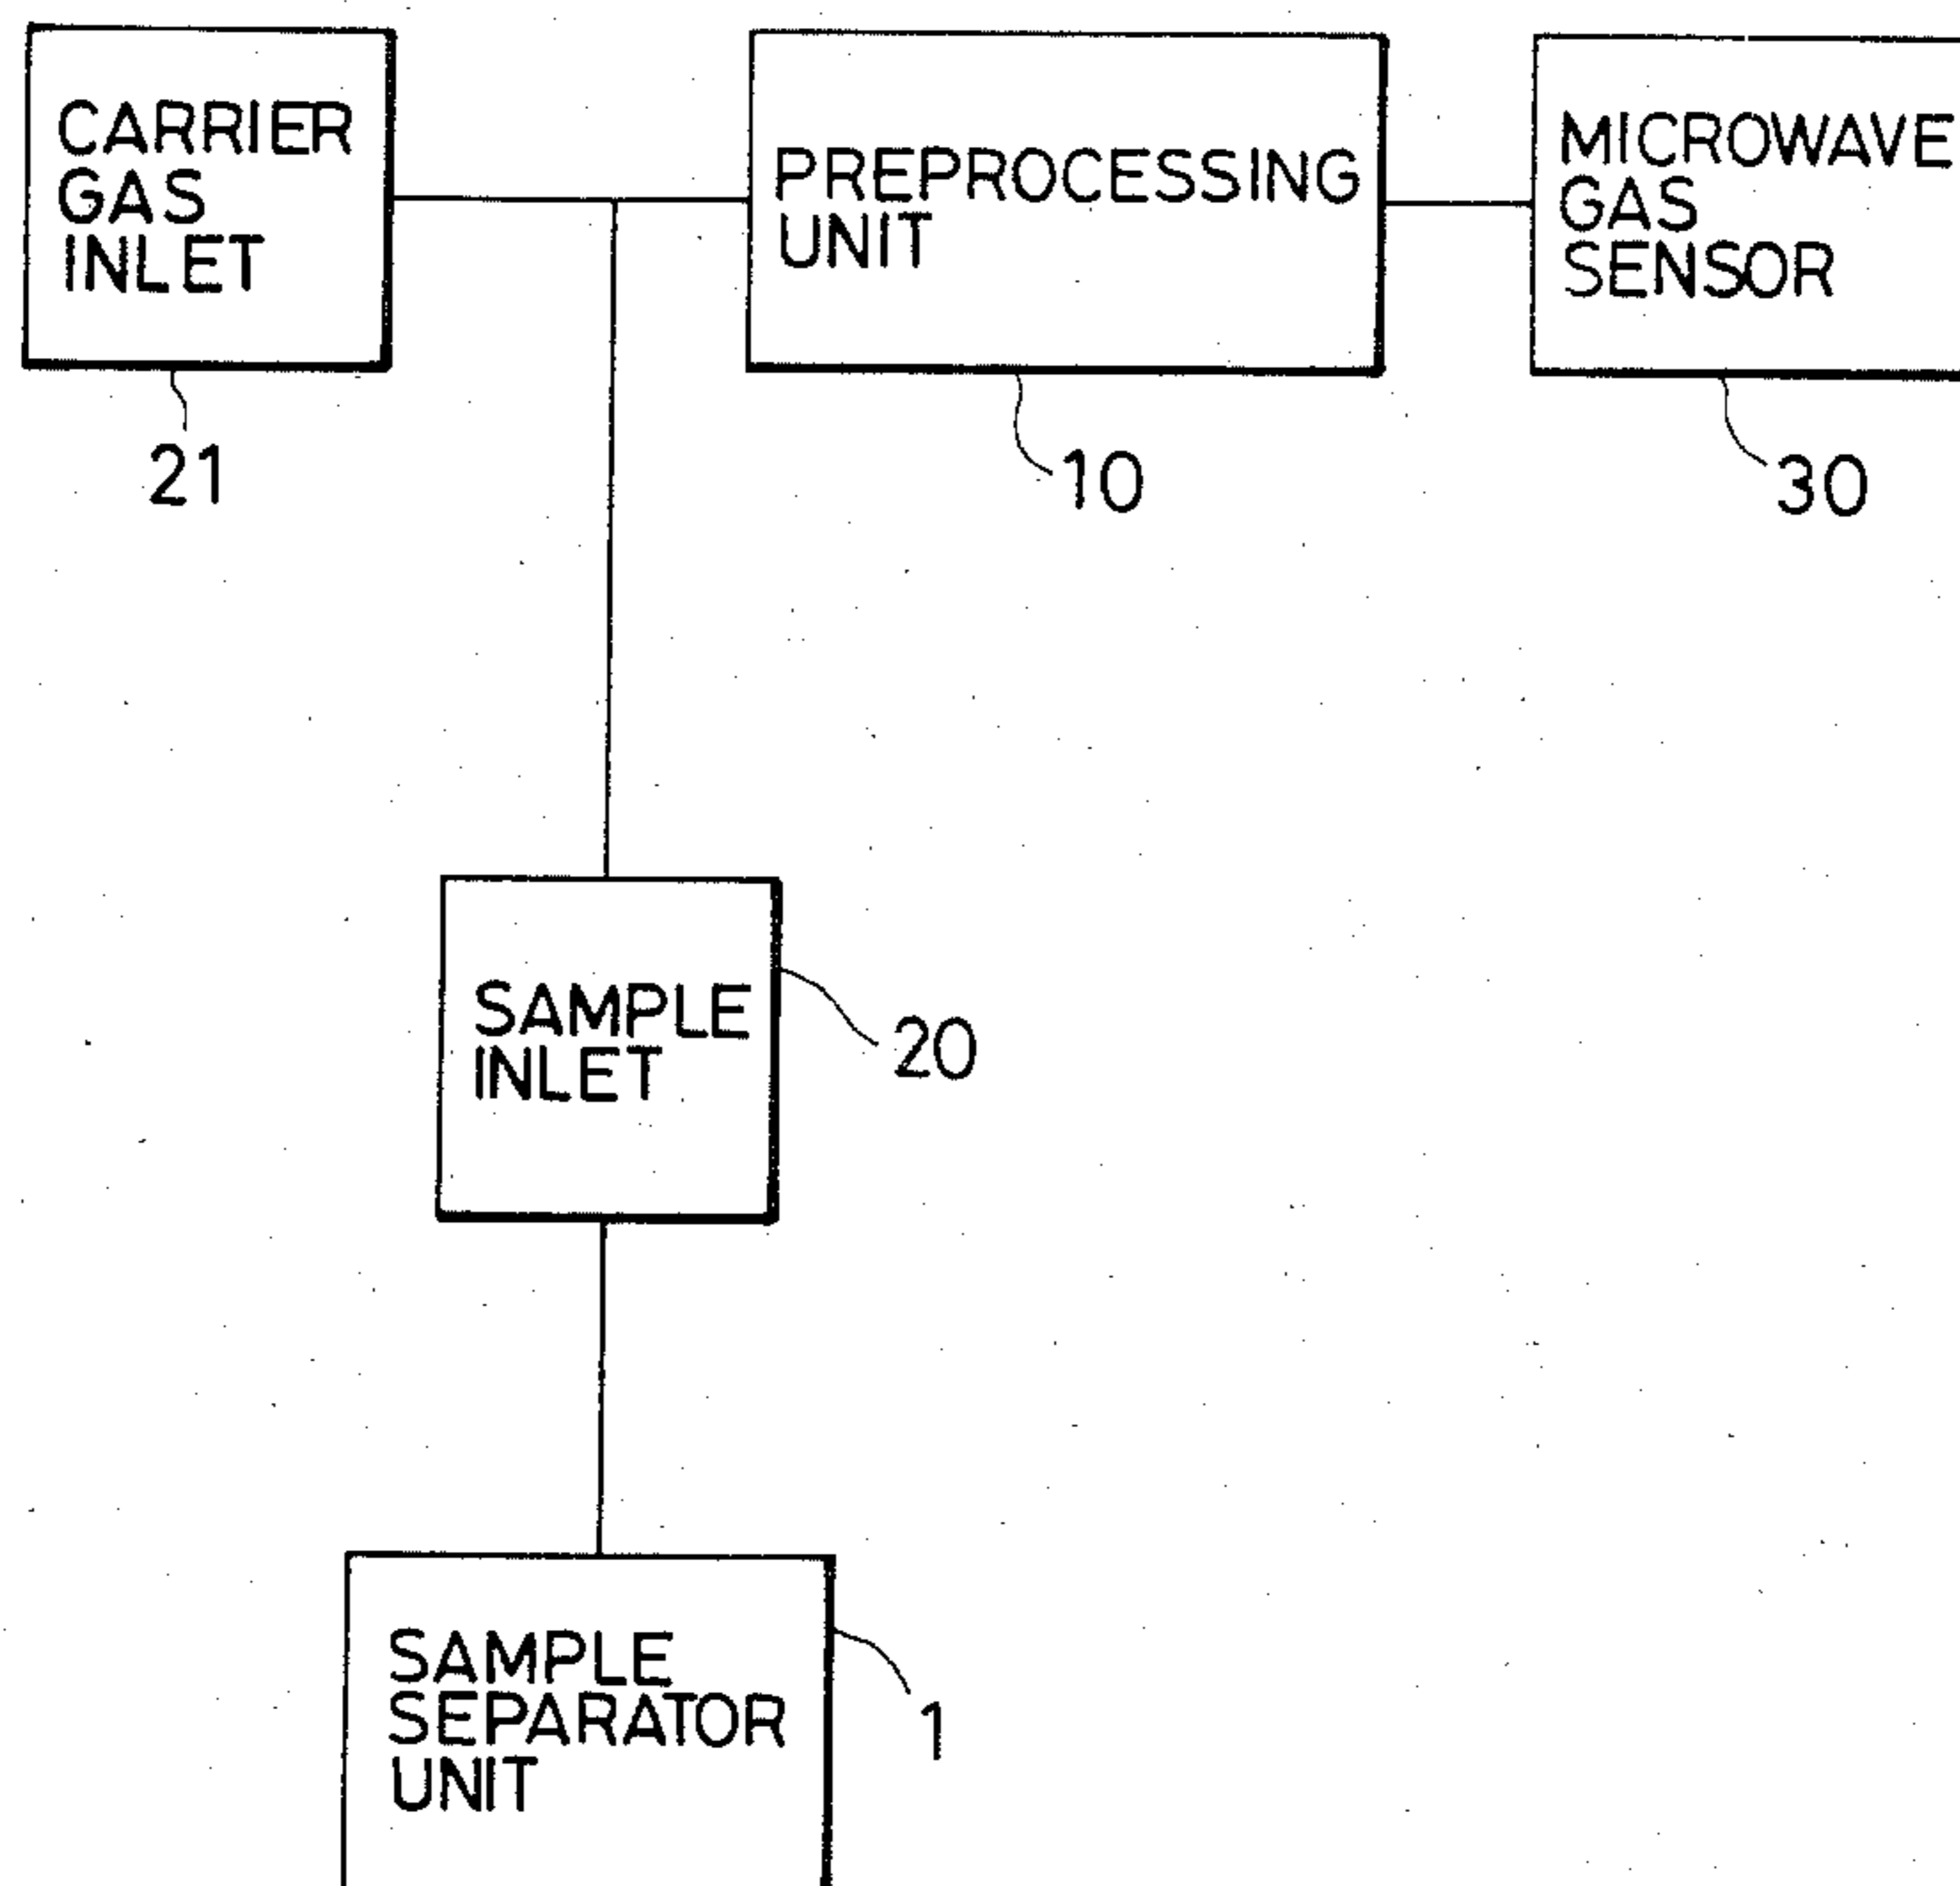 CARRIER
GAS
INLET
PREPROCESSING
UNIT
MICROWAVE
GAS
SENSOR
21
10
30
SAMPLE
INLET
20
SAMPLE
SEPARATOR
UNIT
1